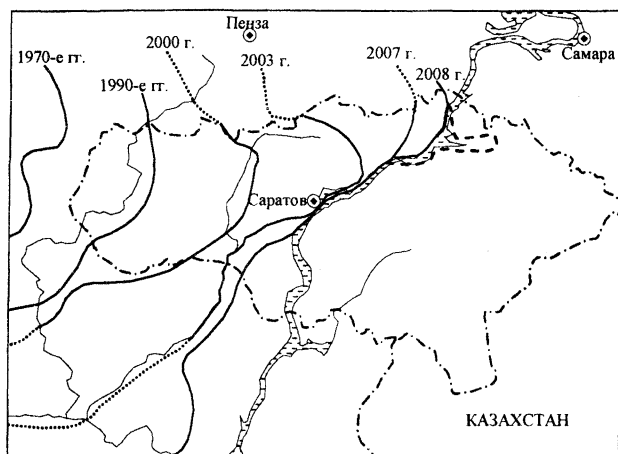 Пенза
Самара
1970-е гг.
2000 г.
2003 г.
2007 г.
2008 г.
1990-е гг.
Саратов
КАЗАХСТАН